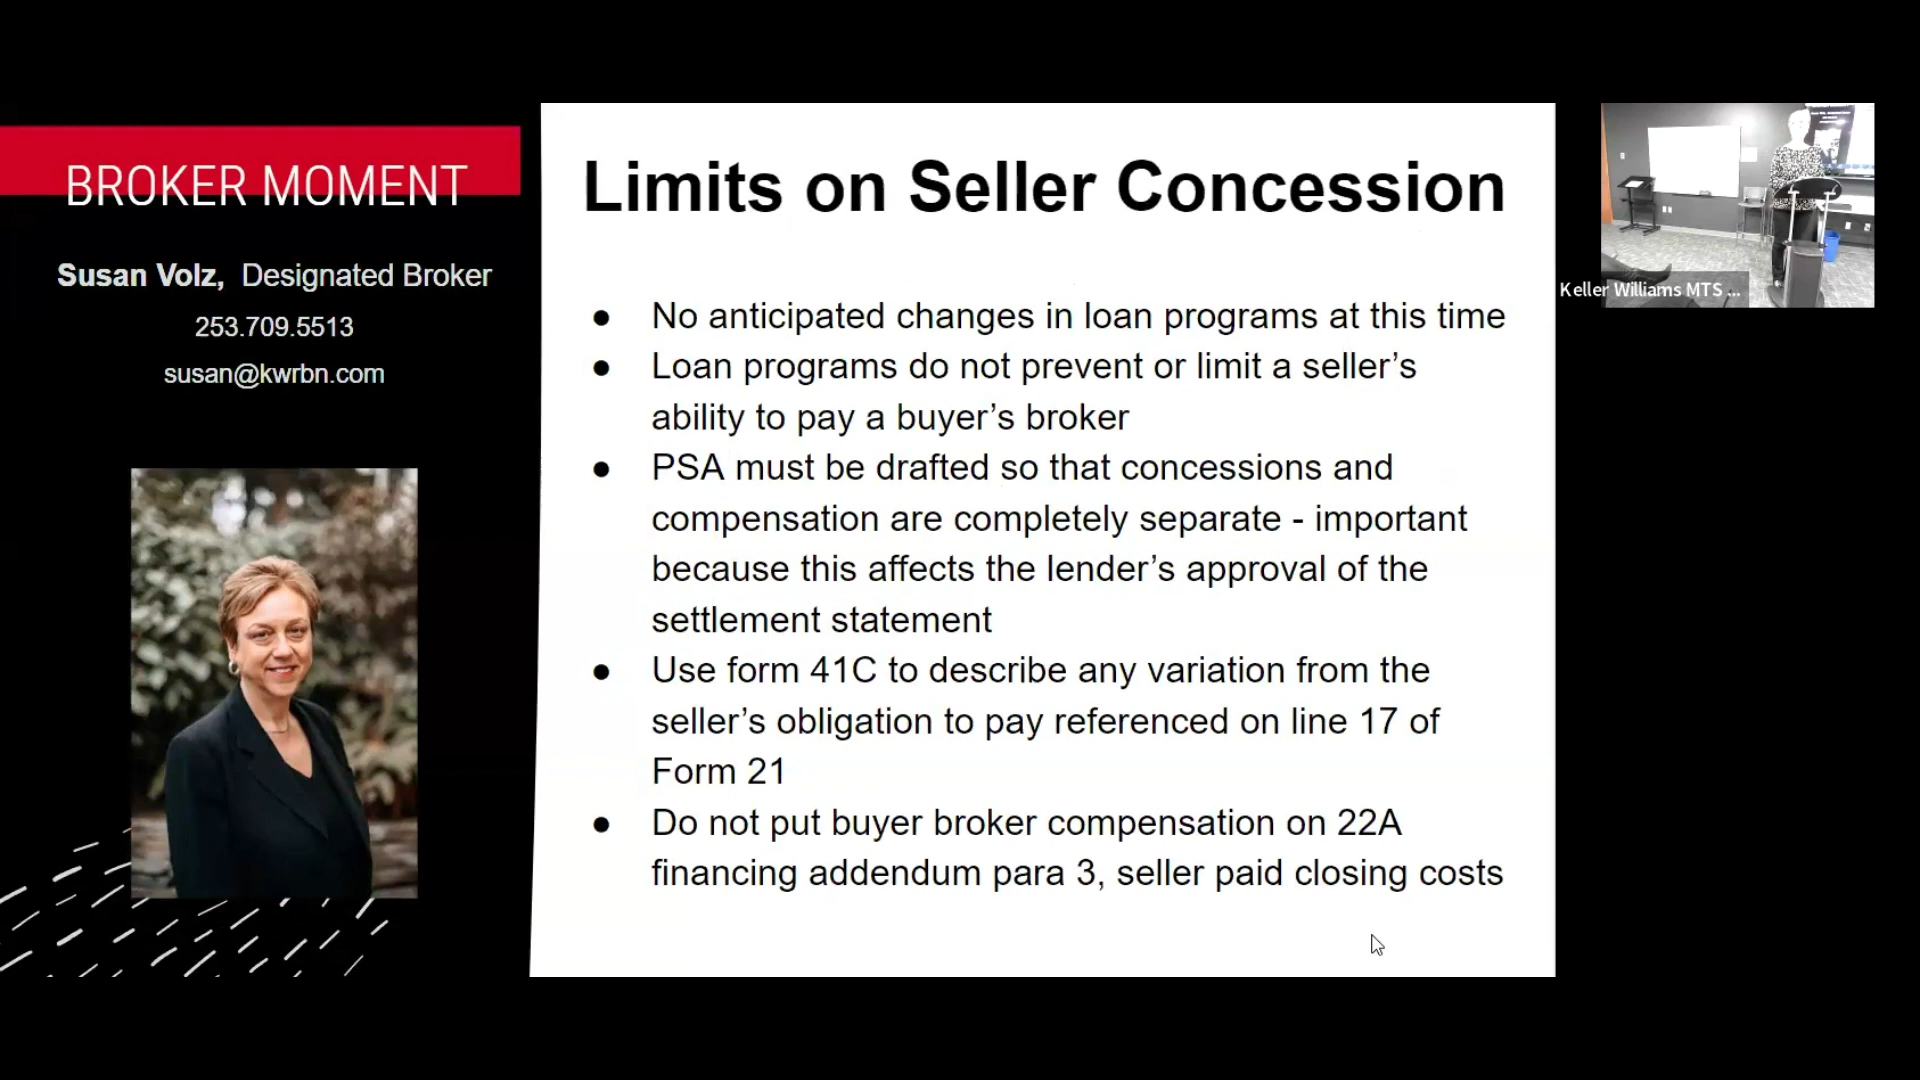 BROKER MOMENT
Susan Volz, Designated Broker
253.709.5513
susan@kwrbn.com
Limits on Seller Concession
● No anticipated changes in loan programs at this time
● Loan programs do not prevent or limit a seller’s
ability to pay a buyer’s broker
● PSA must be drafted so that concessions and
compensation are completely separate - important
because this affects the lender’s approval of the
settlement statement
● Use form 41C to describe any variation from the
seller’s obligation to pay referenced on line 17 of
Form 21
● Do not put buyer broker compensation on 22A
financing addendum para 3, seller paid closing costs
Keller Williams MTS ...